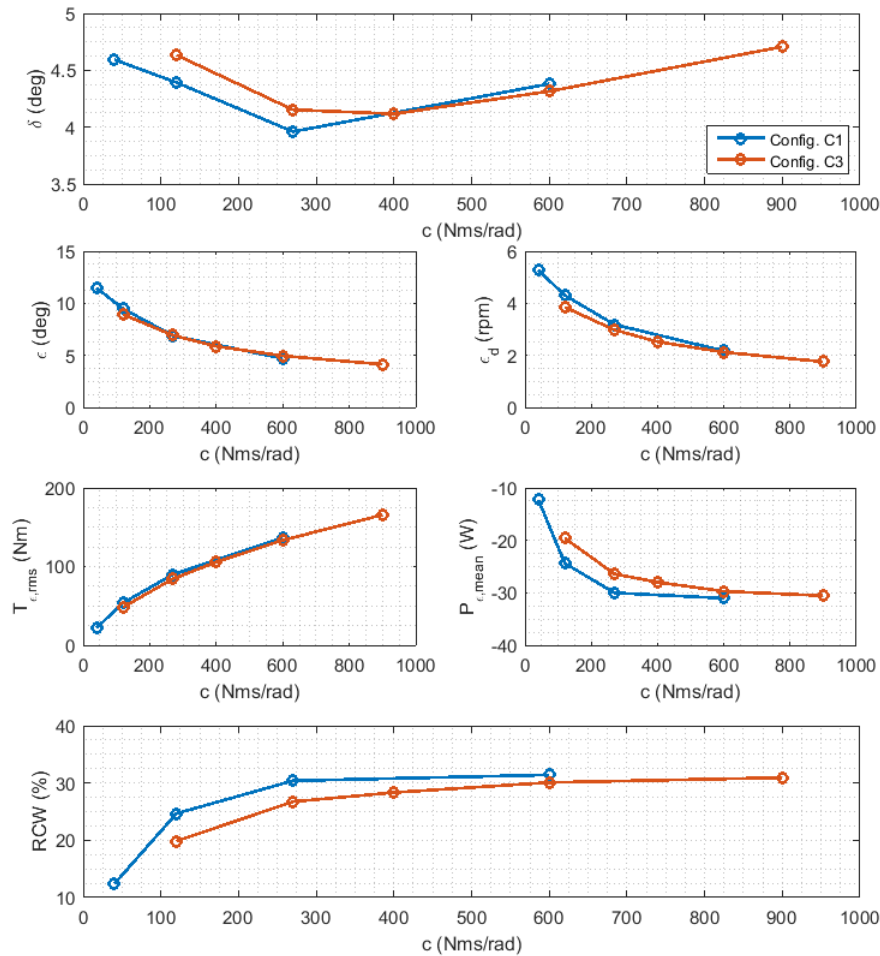 5
4.5
4
3.5
δ (deg)
Config. C1
Config. C3
0 100 200 300 400 500 600 700 800 900 1000
c (Nms/rad)
15
10
5
0
ϵ (deg)
0 200 400 600 800 1000
c (Nms/rad)
6
4
2
0
ϵd (rpm)
0 200 400 600 800 1000
c (Nms/rad)
200
100
0
Tϵ,rms (Nm)
0 200 400 600 800 1000
c (Nms/rad)
-10
-20
-30
-40
Pϵ,mean (W)
0 200 400 600 800 1000
c (Nms/rad)
40
30
20
10
RCW (%)
0 100 200 300 400 500 600 700 800 900 1000
c (Nms/rad)